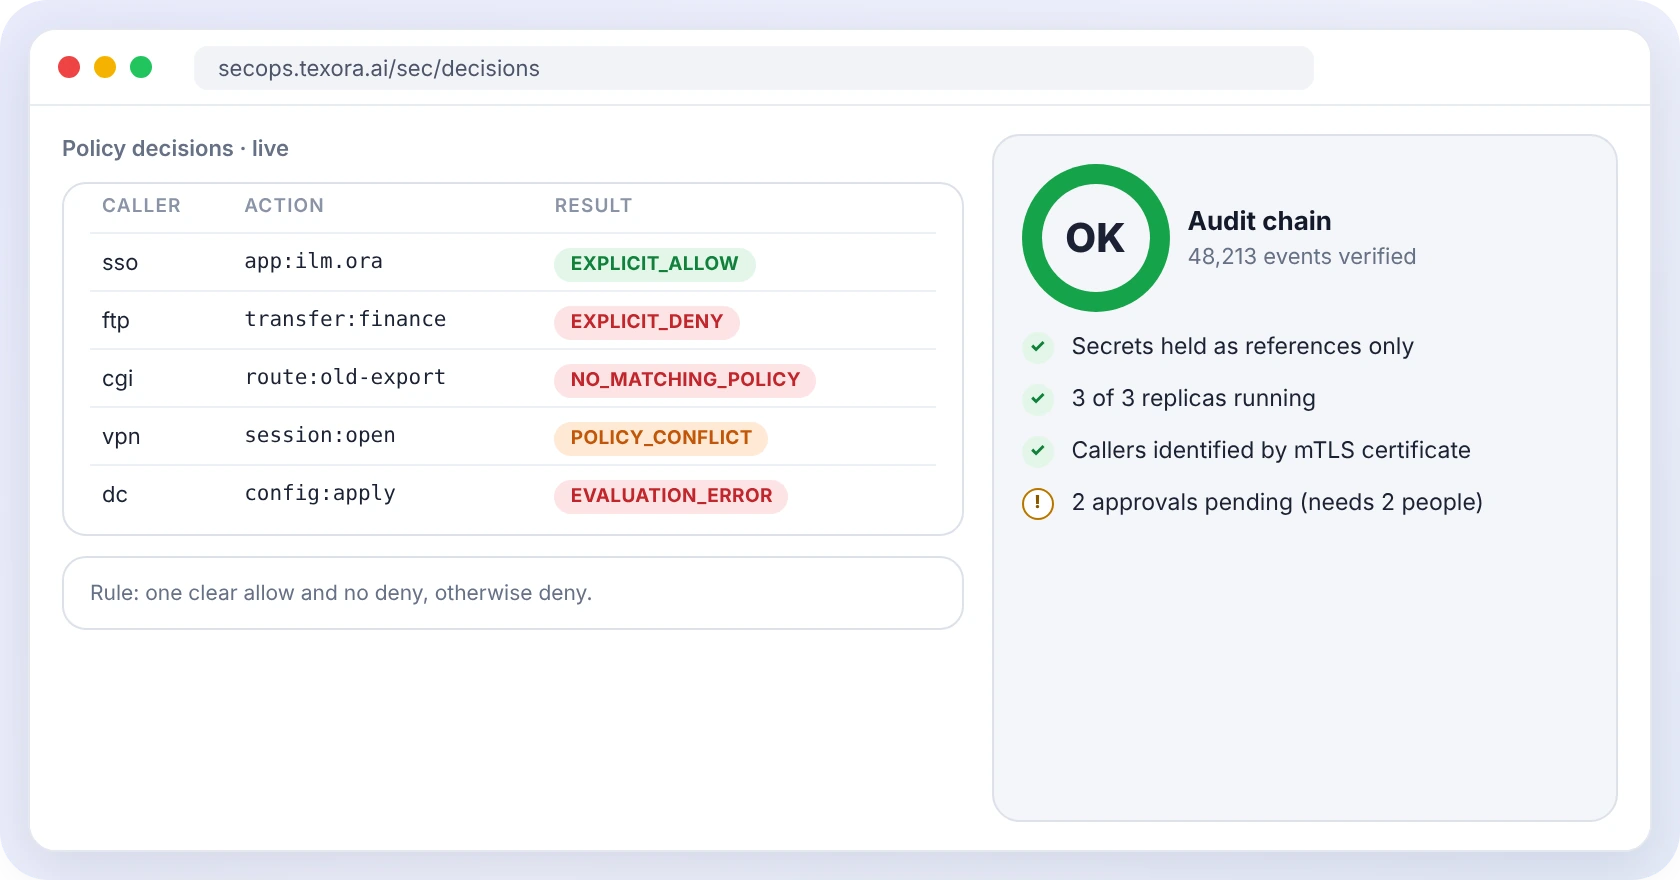 secops.texora.ai/sec/decisions
Policy decisions · live
CALLER ACTION RESULT
sso app:ilm.ora EXPLICIT_ALLOW
ftp transfer:finance EXPLICIT_DENY
cgi route:old-export NO_MATCHING_POLICY
vpn session:open POLICY_CONFLICT
dc config:apply EVALUATION_ERROR
Rule: one clear allow and no deny, otherwise deny.
OK
Audit chain
48,213 events verified
Secrets held as references only
3 of 3 replicas running
Callers identified by mTLS certificate
! 2 approvals pending (needs 2 people)